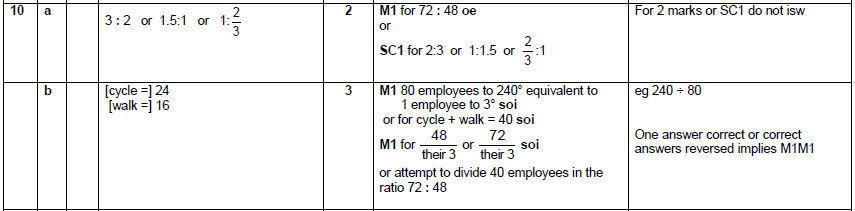 10 a 3 : 2 or 1.5:1 or 1:2/3 2 M1 for 72 : 48 oe For 2 marks or SC1 do not isw
or
SC1 for 2:3 or 1:1.5 or 2/3:1
b [cycle =] 24 3 M1 80 employees to 240° equivalent to eg 240 ÷ 80
[walk =] 16 1 employee to 3° soi
or for cycle + walk = 40 soi
M1 for 48/their 3 or 72/their 3 soi One answer correct or correct
answers reversed implies M1M1
or attempt to divide 40 employees in the
ratio 72 : 48